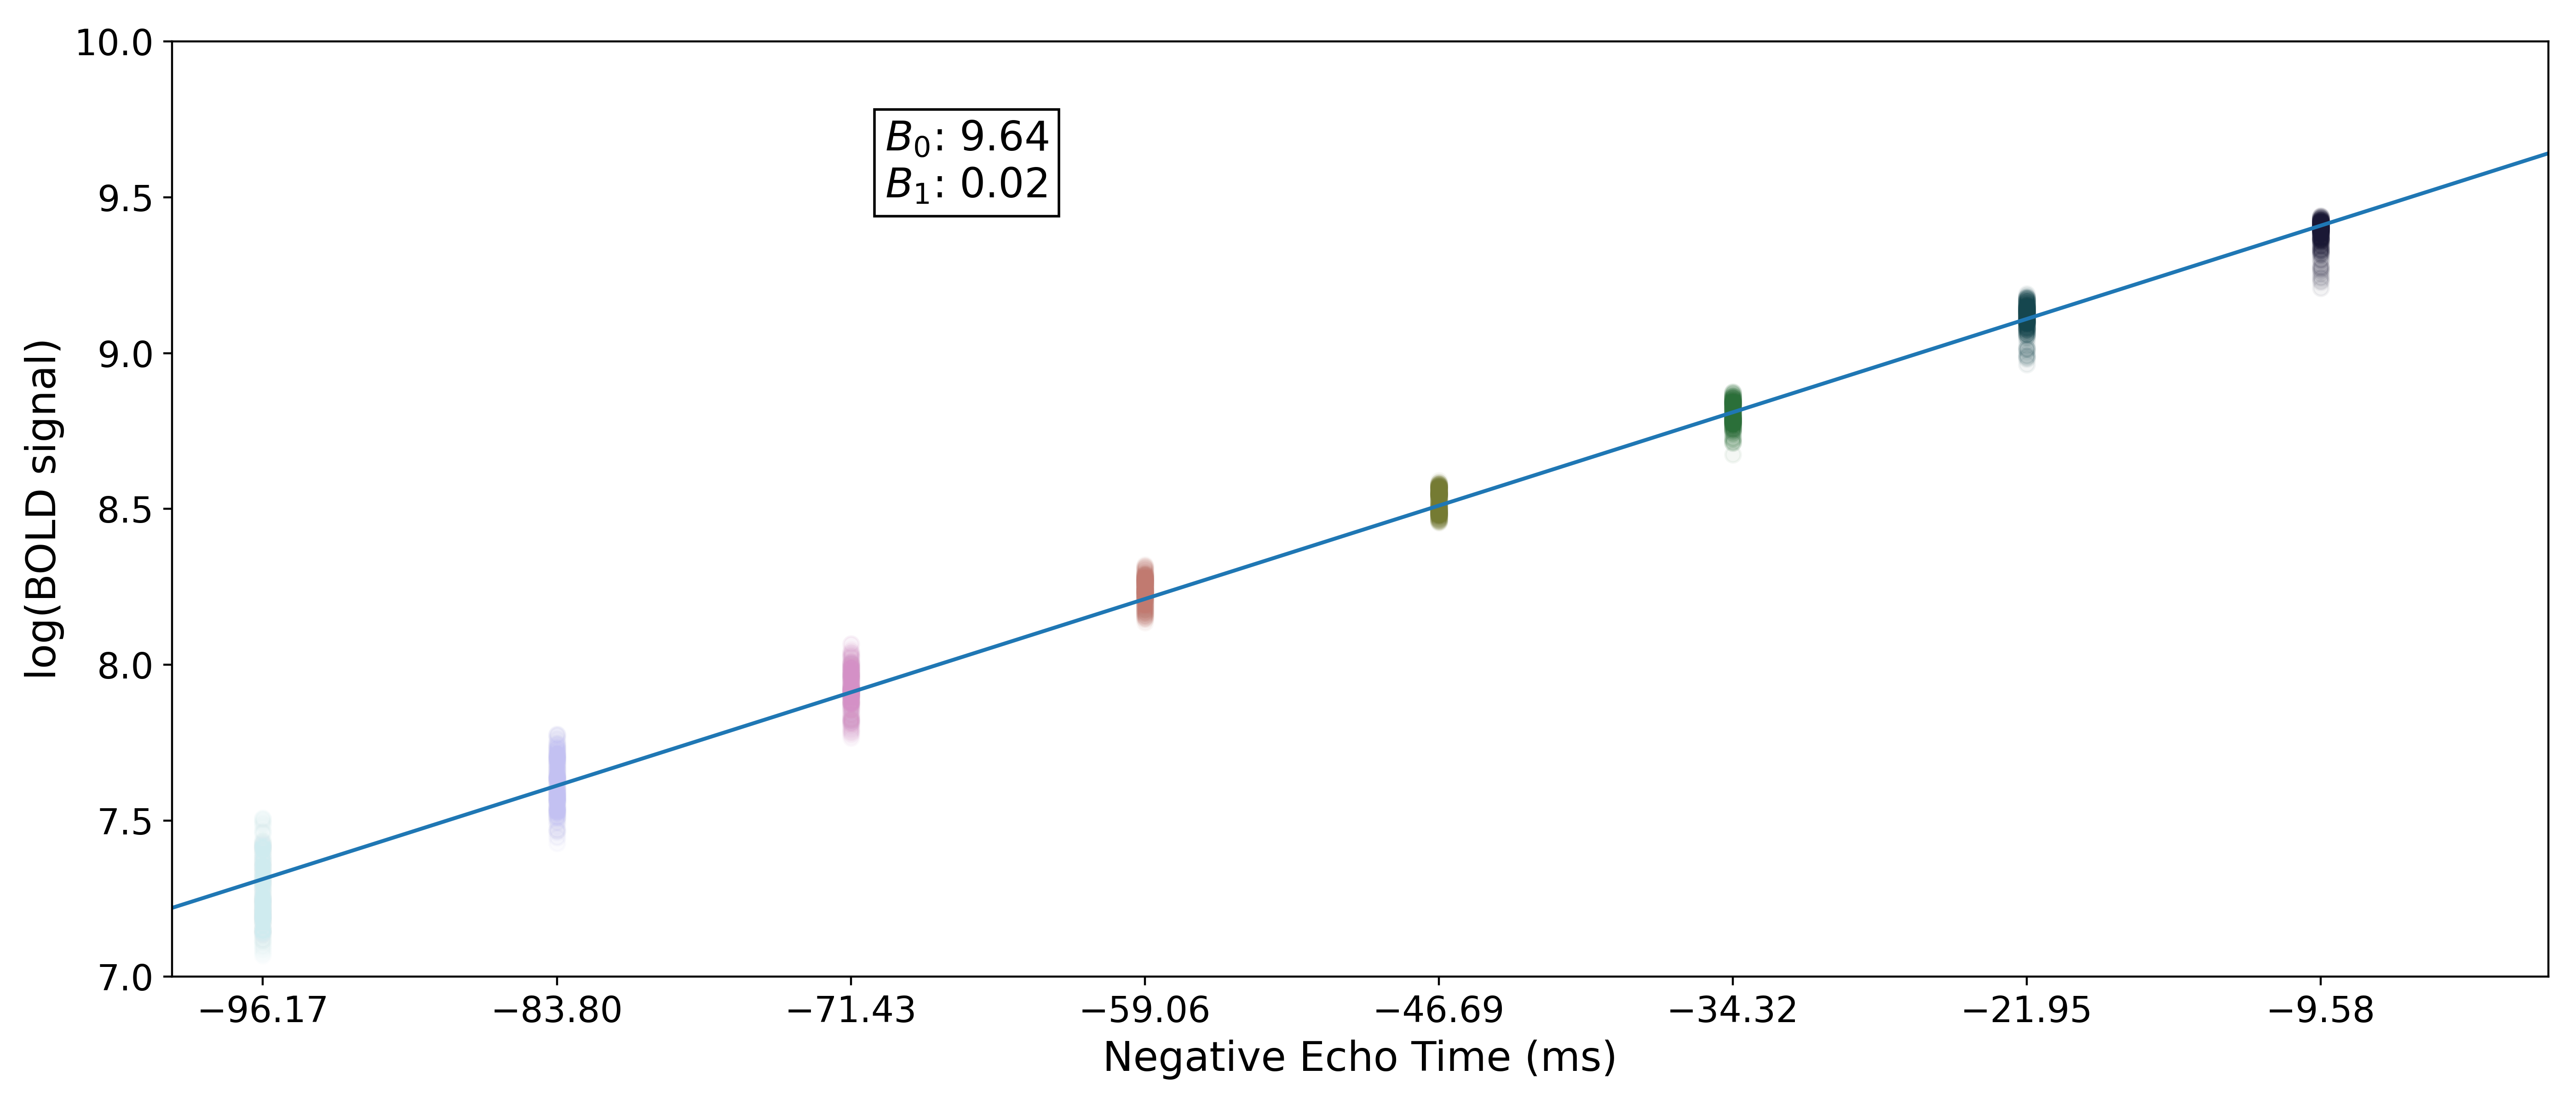 10.0
9.5
9.0
8.5
8.0
7.5
7.0
log(BOLD signal)
B₀: 9.64
B₁: 0.02
−96.17 −83.80 −71.43 −59.06 −46.69 −34.32 −21.95 −9.58
Negative Echo Time (ms)